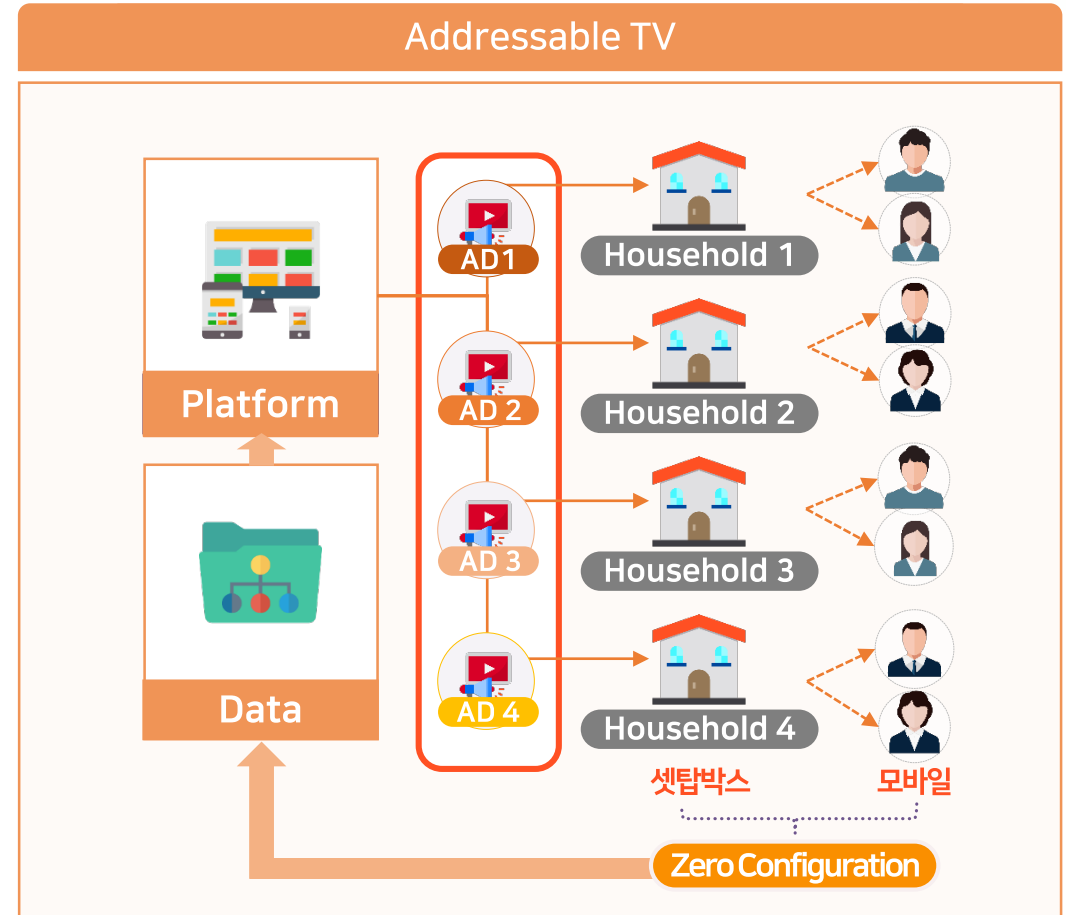 Addressable TV
Platform
Data
AD1
AD 2
AD 3
AD 4
Household 1
Household 2
Household 3
Household 4
셋탑박스
모바일
Zero Configuration